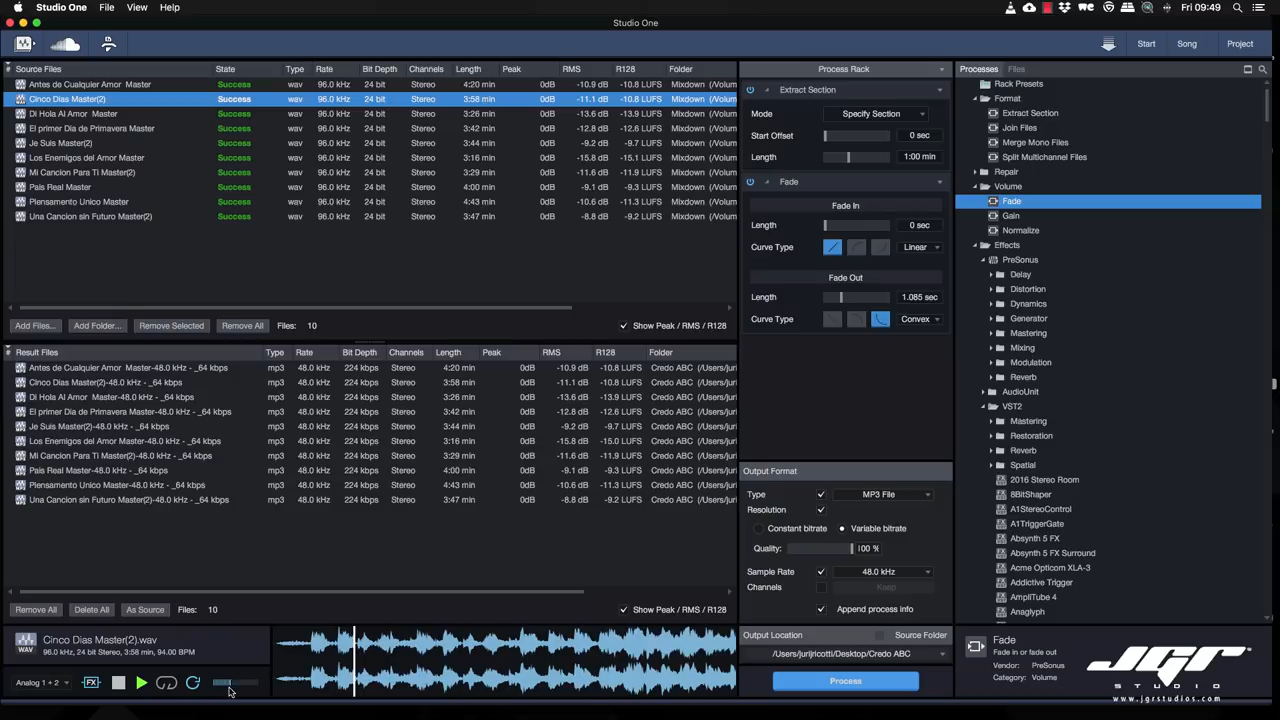 Studio One File View Help Fri 09:49
Studio One
Start Song Project
Source Files State Type Rate Bit Depth Channels Length Peak RMS R128 Folder
Antes de Cualquier Amor Master Success wav 96.0 kHz 24 bit Stereo 4:20 min 0dB -10.9 dB -10.8 LUFS Mixdown (/Volum
Cinco Dias Master(2) Success wav 96.0 kHz 24 bit Stereo 3:58 min 0dB -11.1 dB -10.8 LUFS Mixdown (/Volum
Di Hola Al Amor Master Success wav 96.0 kHz 24 bit Stereo 3:26 min 0dB -13.6 dB -13.9 LUFS Mixdown (/Volum
El primer Dia de Primavera Master Success wav 96.0 kHz 24 bit Stereo 3:42 min 0dB -12.8 dB -12.6 LUFS Mixdown (/Volum
Je Suis Master(2) Success wav 96.0 kHz 24 bit Stereo 3:44 min 0dB -9.2 dB -9.7 LUFS Mixdown (/Volum
Los Enemigos del Amor Master Success wav 96.0 kHz 24 bit Stereo 3:16 min 0dB -15.8 dB -15.1 LUFS Mixdown (/Volum
Mi Cancion Para Ti Master(2) Success wav 96.0 kHz 24 bit Stereo 3:29 min 0dB -11.6 dB -11.9 LUFS Mixdown (/Volum
Pais Real Master Success wav 96.0 kHz 24 bit Stereo 4:00 min 0dB -9.1 dB -9.3 LUFS Mixdown (/Volum
Plensamento Unico Master Success wav 96.0 kHz 24 bit Stereo 4:43 min 0dB -10.6 dB -11.3 LUFS Mixdown (/Volum
Una Cancion sin Futuro Master(2) Success wav 96.0 kHz 24 bit Stereo 3:47 min 0dB -8.8 dB -9.2 LUFS Mixdown (/Volum
Add Files... Add Folder... Remove Selected Remove All Files: 10 Show Peak / RMS / R128
Result Files Type Rate Bit Depth Channels Length Peak RMS R128 Folder
Antes de Cualquier Amor Master-48.0 kHz - _64 kbps mp3 48.0 kHz 224 kbps Stereo 4:20 min 0dB -10.9 dB -10.8 LUFS Credo ABC (/Users/juri
Cinco Dias Master(2)-48.0 kHz - _64 kbps mp3 48.0 kHz 224 kbps Stereo 3:58 min 0dB -11.1 dB -10.8 LUFS Credo ABC (/Users/juri
Di Hola Al Amor Master-48.0 kHz - _64 kbps mp3 48.0 kHz 224 kbps Stereo 3:26 min 0dB -13.6 dB -13.9 LUFS Credo ABC (/Users/juri
El primer Dia de Primavera Master-48.0 kHz - _64 kbps mp3 48.0 kHz 224 kbps Stereo 3:42 min 0dB -12.8 dB -12.6 LUFS Credo ABC (/Users/juri
Je Suis Master(2)-48.0 kHz - _64 kbps mp3 48.0 kHz 224 kbps Stereo 3:44 min 0dB -9.2 dB -9.7 LUFS Credo ABC (/Users/juri
Los Enemigos del Amor Master-48.0 kHz - _64 kbps mp3 48.0 kHz 224 kbps Stereo 3:16 min 0dB -15.8 dB -15.0 LUFS Credo ABC (/Users/juri
Mi Cancion Para Ti Master(2)-48.0 kHz - _64 kbps mp3 48.0 kHz 224 kbps Stereo 3:29 min 0dB -11.6 dB -11.9 LUFS Credo ABC (/Users/juri
Pais Real Master-48.0 kHz - _64 kbps mp3 48.0 kHz 224 kbps Stereo 4:00 min 0dB -9.1 dB -9.3 LUFS Credo ABC (/Users/juri
Plensamento Unico Master-48.0 kHz - _64 kbps mp3 48.0 kHz 224 kbps Stereo 4:43 min 0dB -10.6 dB -11.3 LUFS Credo ABC (/Users/juri
Una Cancion sin Futuro Master(2)-48.0 kHz - _64 kbps mp3 48.0 kHz 224 kbps Stereo 3:47 min 0dB -8.8 dB -9.2 LUFS Credo ABC (/Users/juri
Remove All Delete All As Source Files: 10 Show Peak / RMS / R128
WAV
Cinco Dias Master(2).wav
96.0 kHz, 24 bit Stereo, 3:58 min, 94.00 BPM
Analog 1 + 2 FX
Process Rack
Extract Section
Mode Specify Section
Start Offset 0 sec
Length 1:00 min
Fade
Fade In
Length 0 sec
Curve Type Linear
Fade Out
Length 1.085 sec
Curve Type Convex
Output Format
Type MP3 File
Resolution
Constant bitrate Variable bitrate
Quality: 100 %
Sample Rate 48.0 kHz
Channels Keep
Append process info
Output Location Source Folder
/Users/jurijricotti/Desktop/Credo ABC
Process
Processes Files
Rack Presets
Format
Extract Section
Join Files
Merge Mono Files
Split Multichannel Files
Repair
Volume
Fade
Gain
Normalize
Effects
PreSonus
Delay
Distortion
Dynamics
Generator
Mastering
Mixing
Modulation
Reverb
AudioUnit
VST2
Mastering
Restoration
Reverb
Spatial
2016 Stereo Room
8BitShaper
A1StereoControl
A1TriggerGate
Absynth 5 FX
Absynth 5 FX Surround
Acme Opticom XLA-3
Addictive Trigger
AmpliTube 4
Anaglyph
Fade
Fade in or fade out
Vendor: PreSonus
Category: Volume
JGR
STUDIO
www.jgrstudios.com